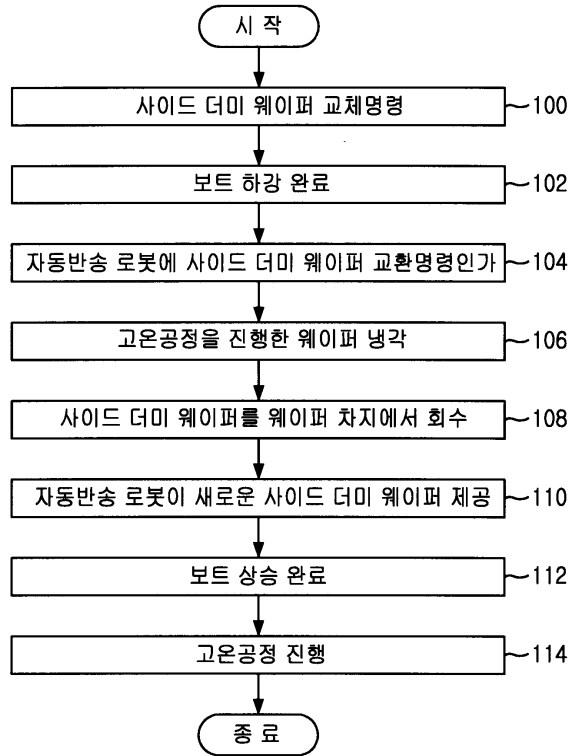 시 작
사이드 더미 웨이퍼 교체명령
100
보트 하강 완료
102
자동반송 로봇에 사이드 더미 웨이퍼 교환명령인가
104
고온공정을 진행한 웨이퍼 냉각
106
사이드 더미 웨이퍼를 웨이퍼 차지에서 회수
108
자동반송 로봇이 새로운 사이드 더미 웨이퍼 제공
110
보트 상승 완료
112
고온공정 진행
114
종 료